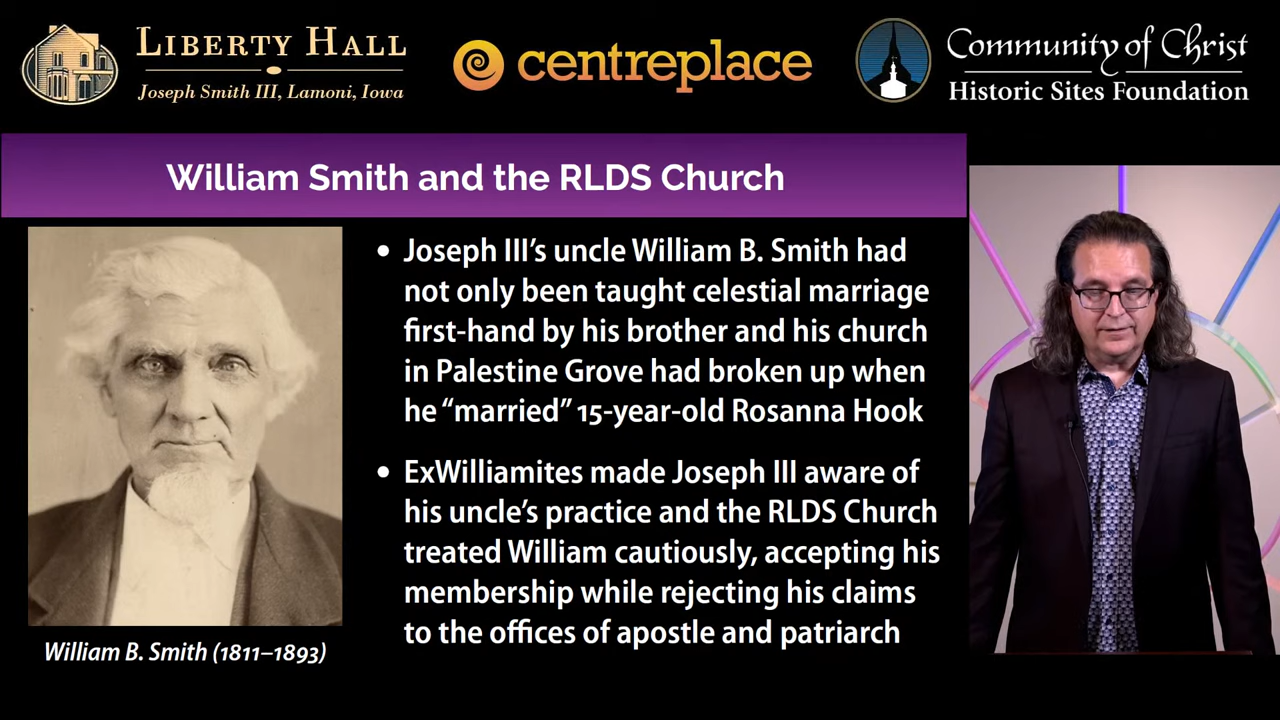 LIBERTY HALL
Joseph Smith III, Lamoni, Iowa
centreplace
Community of Christ
Historic Sites Foundation
William Smith and the RLDS Church
• Joseph III’s uncle William B. Smith had
not only been taught celestial marriage
first-hand by his brother and his church
in Palestine Grove had broken up when
he “married” 15-year-old Rosanna Hook
• ExWilliamites made Joseph III aware of
his uncle’s practice and the RLDS Church
treated William cautiously, accepting his
membership while rejecting his claims
to the offices of apostle and patriarch
William B. Smith (1811–1893)